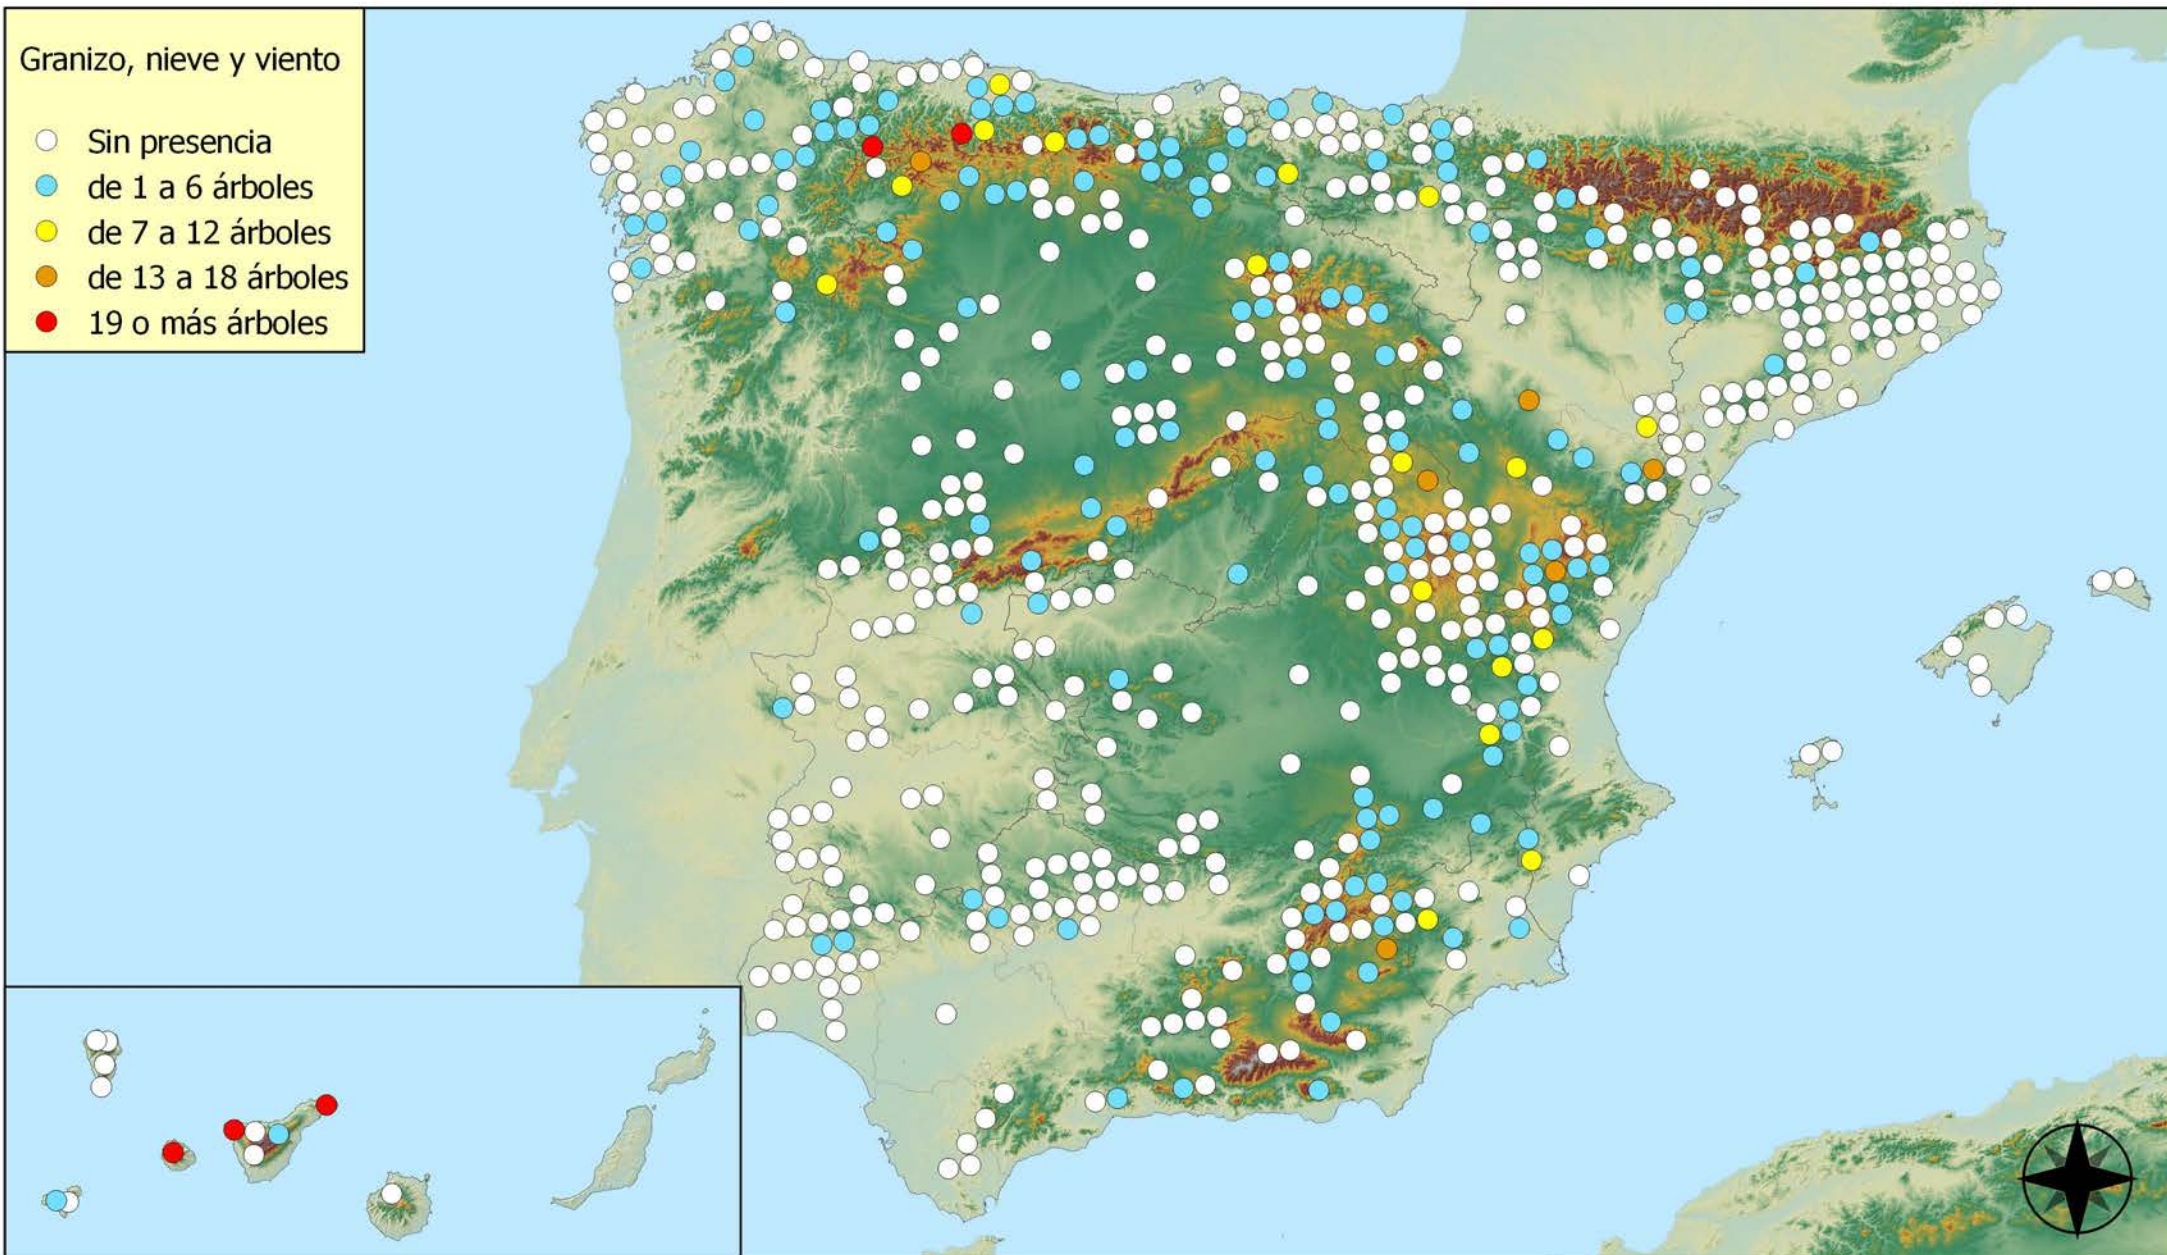 Granizo, nieve y viento
Sin presencia
de 1 a 6 árboles
de 7 a 12 árboles
de 13 a 18 árboles
19 o más árboles